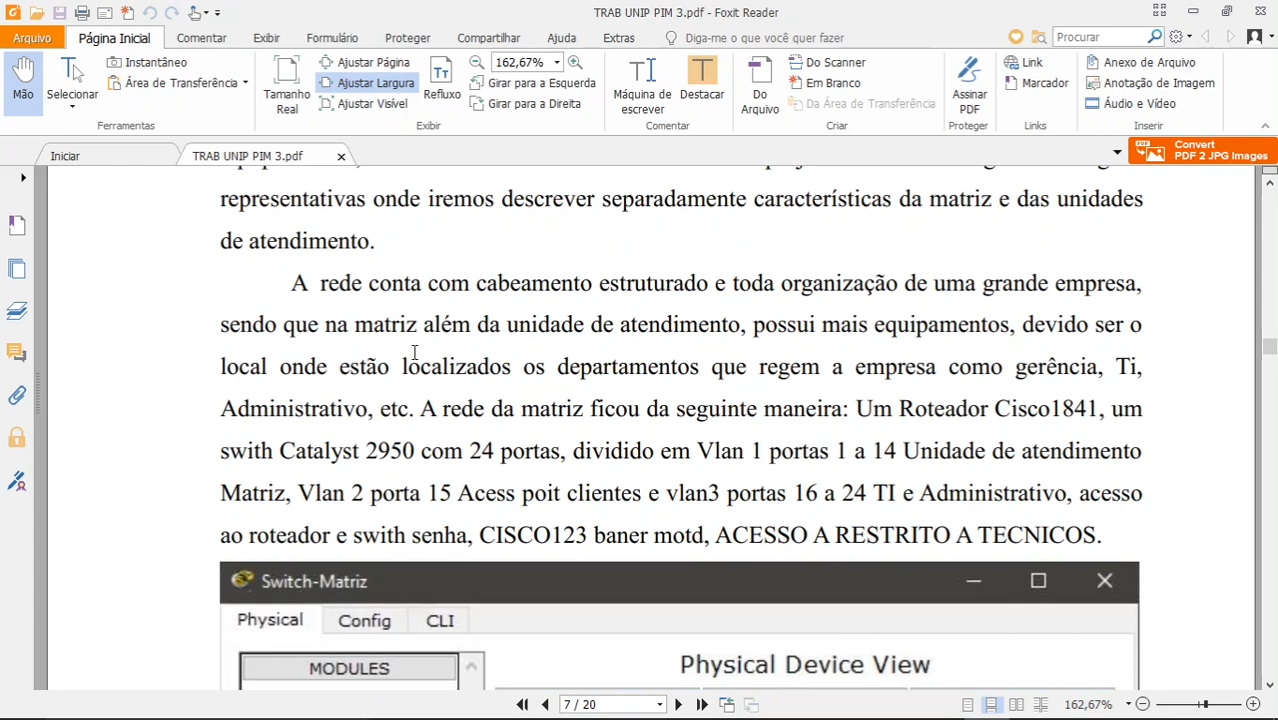 TRAB UNIP PIM 3.pdf - Foxit Reader
Arquivo Página Inicial Comentar Exibir Formulário Proteger Compartilhar Ajuda Extras Diga-me o que você quer fazer Procurar
Mão
Selecionar
Instantâneo
Área de Transferência
Ferramentas
Tamanho Real
Ajustar Página
Ajustar Largura
Ajustar Visível
Refluxo
162,67%
Girar para a Esquerda
Girar para a Direita
Exibir
Máquina de escrever
Destacar
Comentar
Do Arquivo
Do Scanner
Em Branco
Da Área de Transferência
Criar
Assinar PDF
Proteger
Link
Marcador
Links
Anexo de Arquivo
Anotação de Imagem
Áudio e Vídeo
Inserir
Iniciar TRAB UNIP PIM 3.pdf
Convert
PDF 2 JPG Images
representativas onde iremos descrever separadamente características da matriz e das unidades
de atendimento.
A rede conta com cabeamento estruturado e toda organização de uma grande empresa,
sendo que na matriz além da unidade de atendimento, possui mais equipamentos, devido ser o
local onde estão localizados os departamentos que regem a empresa como gerência, Ti,
Administrativo, etc. A rede da matriz ficou da seguinte maneira: Um Roteador Cisco1841, um
swith Catalyst 2950 com 24 portas, dividido em Vlan 1 portas 1 a 14 Unidade de atendimento
Matriz, Vlan 2 porta 15 Acess poit clientes e vlan3 portas 16 a 24 TI e Administrativo, acesso
ao roteador e swith senha, CISCO123 baner motd, ACESSO A RESTRITO A TECNICOS.
Switch-Matriz
Physical Config CLI
MODULES
Physical Device View
7 / 20
162,67%